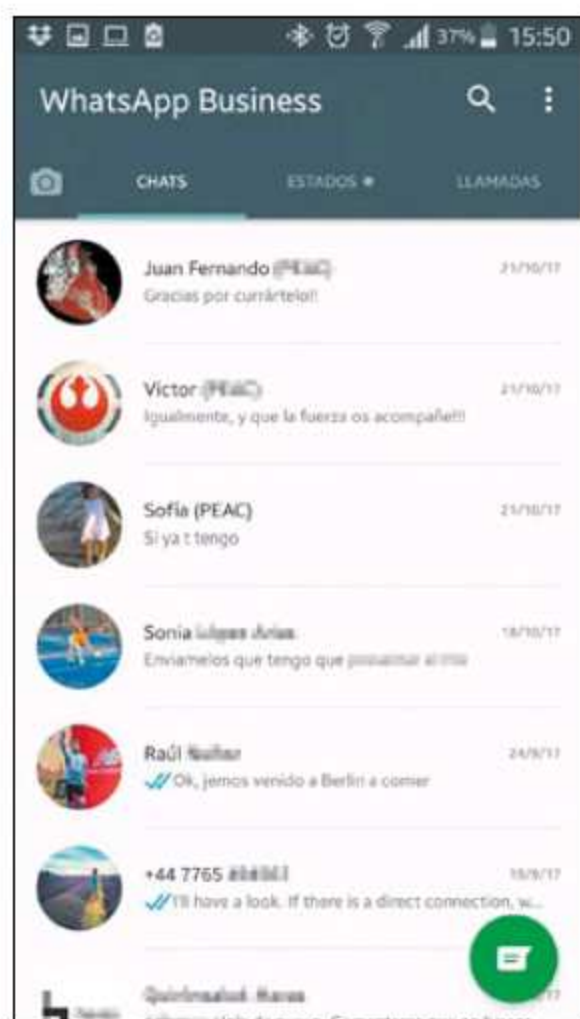 37% 15:50
WhatsApp Business
CHATS ESTADOS LLAMADAS
Juan Fernando 21/10/17
Gracias por currártelo!!
Victor 21/10/17
Igualmente, y que la fuerza os acompañe!!!
Sofía (PEAC) 21/10/17
Si ya t tengo
Sonia 18/10/17
Enviamelos que tengo que
Raúl 24/9/17
Ok, jemos venido a Berlin a comer
+44 7765 19/9/17
I'll have a look. If there is a direct connection, w...